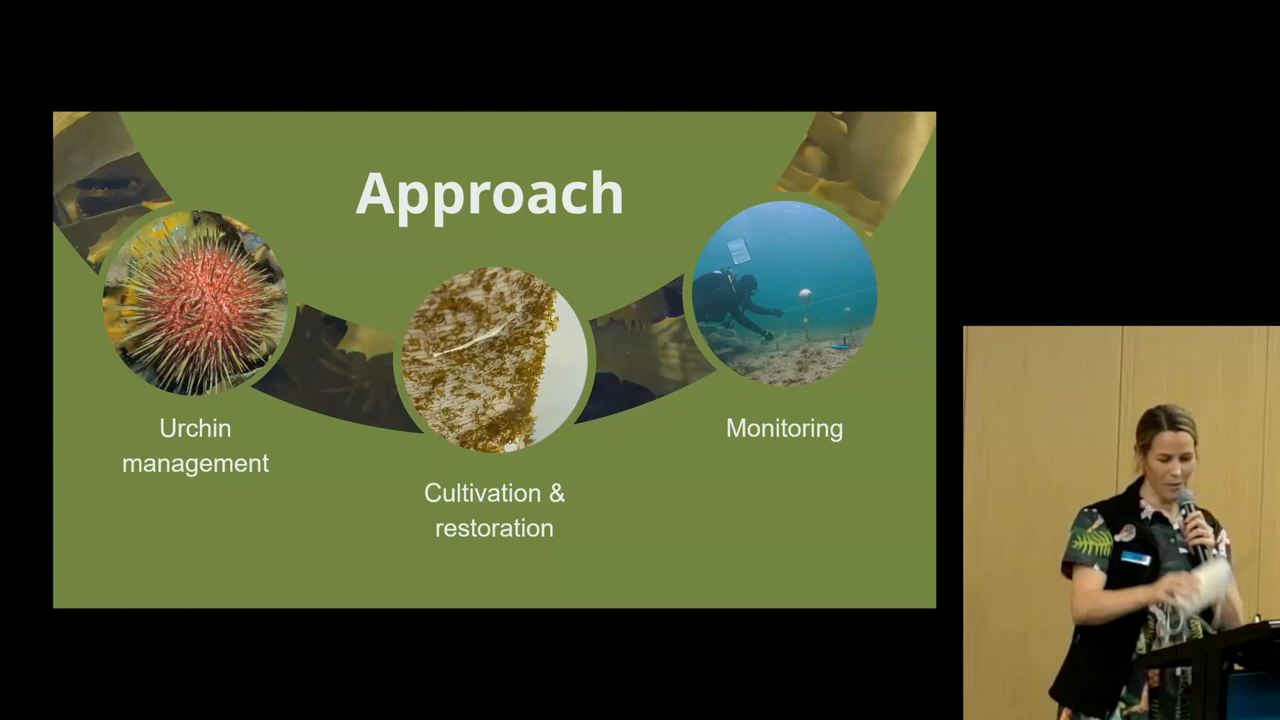 Approach
Urchin
management
Cultivation &
restoration
Monitoring